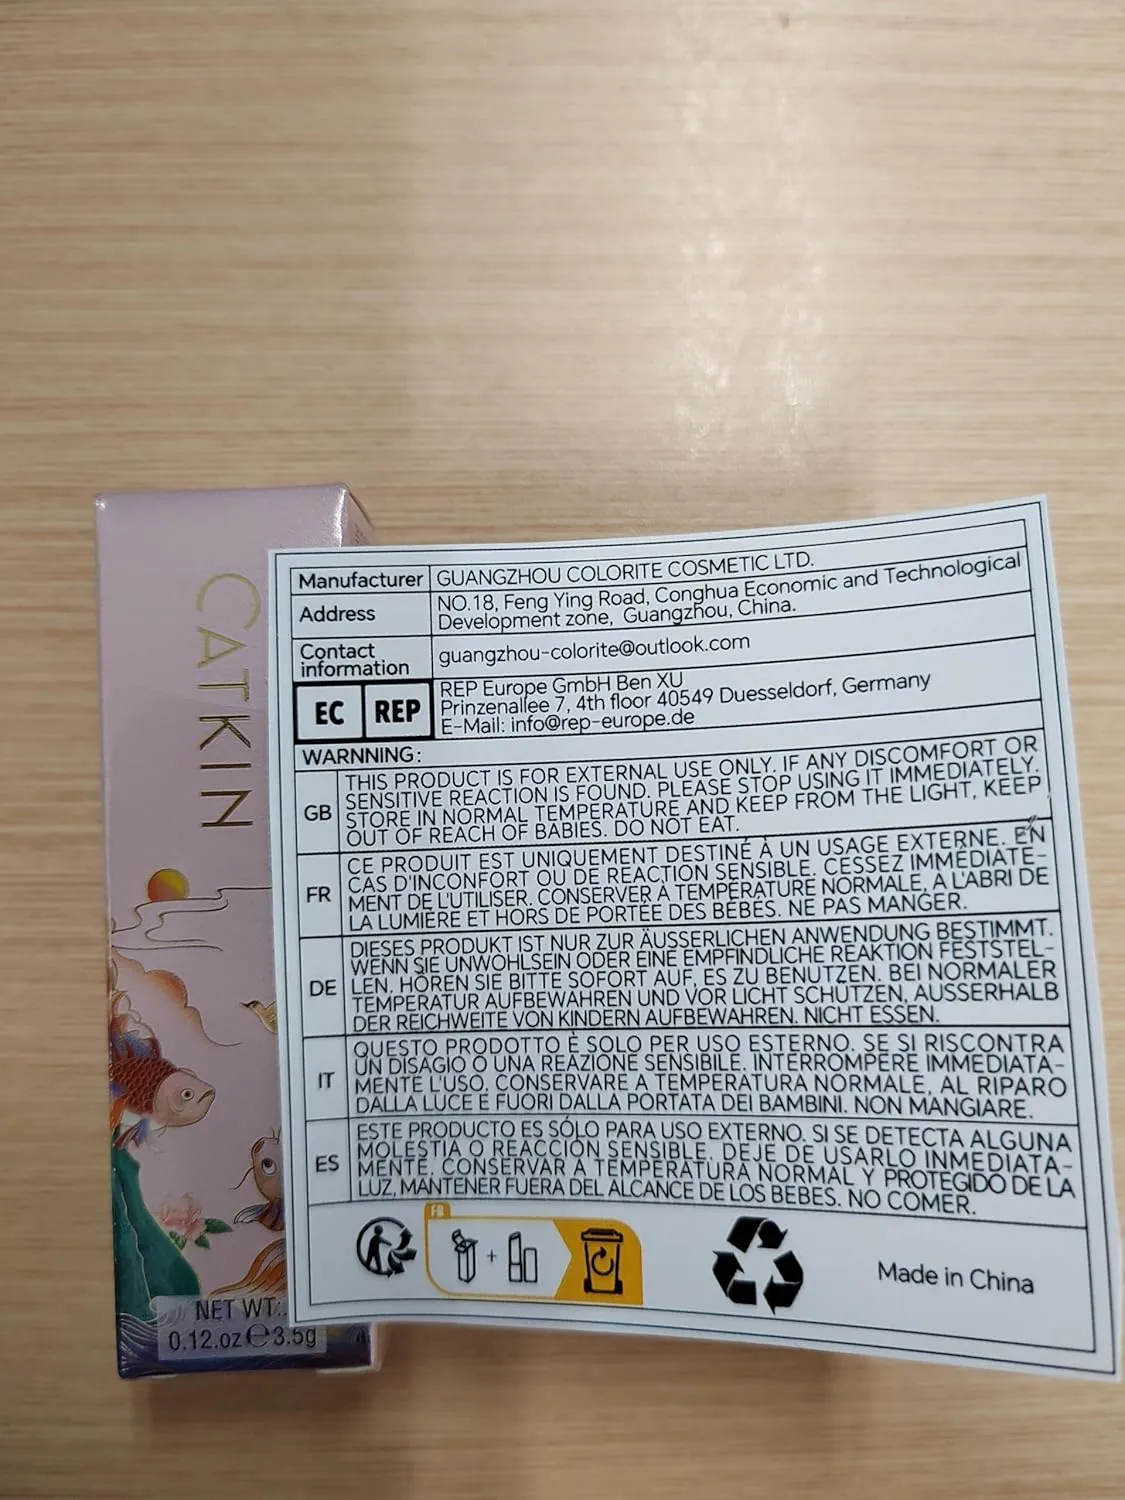 CATKIN
NET WT:.
0.12.oz℮3.5g
Manufacturer
GUANGZHOU COLORITE COSMETIC LTD.
Address
NO.18, Feng Ying Road, Conghua Economic and Technological
Development zone, Guangzhou, China.
Contact
information
guangzhou-colorite@outlook.com
EC REP
REP Europe GmbH Ben XU
Prinzenallee 7, 4th floor 40549 Duesseldorf, Germany
E-Mail: info@rep-europe.de
WARNNING:
GB
THIS PRODUCT IS FOR EXTERNAL USE ONLY. IF ANY DISCOMFORT OR
SENSITIVE REACTION IS FOUND. PLEASE STOP USING IT IMMEDIATELY.
STORE IN NORMAL TEMPERATURE AND KEEP FROM THE LIGHT, KEEP
OUT OF REACH OF BABIES. DO NOT EAT.
FR
CE PRODUIT EST UNIQUEMENT DESTINÉ À UN USAGE EXTERNE. EN
CAS D'INCONFORT OU DE REACTION SENSIBLE. CESSEZ IMMÉDIATE-
MENT DE L'UTILISER. CONSERVER À TEMPÉRATURE NORMALE, A L'ABRI DE
LA LUMIÈRE ET HORS DE PORTÉE DES BÉBÉS. NE PAS MANGER.
DE
DIESES PRODUKT IST NUR ZUR ÄUSSERLICHEN ANWENDUNG BESTIMMT.
WENN SIE UNWOHLSEIN ODER EINE EMPFINDLICHE REAKTION FESTSTEL-
LEN. HÖREN SIE BITTE SOFORT AUF, ES ZU BENUTZEN. BEI NORMALER
TEMPERATUR AUFBEWAHREN UND VOR LICHT SCHÜTZEN, AUSSERHALB
DER REICHWEITE VON KINDERN AUFBEWAHREN. NICHT ESSEN.
IT
QUESTO PRODOTTO È SOLO PER USO ESTERNO. SE SI RISCONTRA
UN DISAGIO O UNA REAZIONE SENSIBILE. INTERROMPERE IMMEDIATA-
MENTE L'USO. CONSERVARE A TEMPERATURA NORMALE, AL RIPARO
DALLA LUCE E FUORI DALLA PORTATA DEI BAMBINI. NON MANGIARE.
ES
ESTE PRODUCTO ES SÓLO PARA USO EXTERNO. SI SE DETECTA ALGUNA
MOLESTIA O REACCIÓN SENSIBLE. DEJE DE USARLO INMEDIATA-
MENTE. CONSERVAR A TEMPERATURA NORMAL Y PROTEGIDO DE LA
LUZ, MANTENER FUERA DEL ALCANCE DE LOS BEBES. NO COMER.
FR
+
Made in China